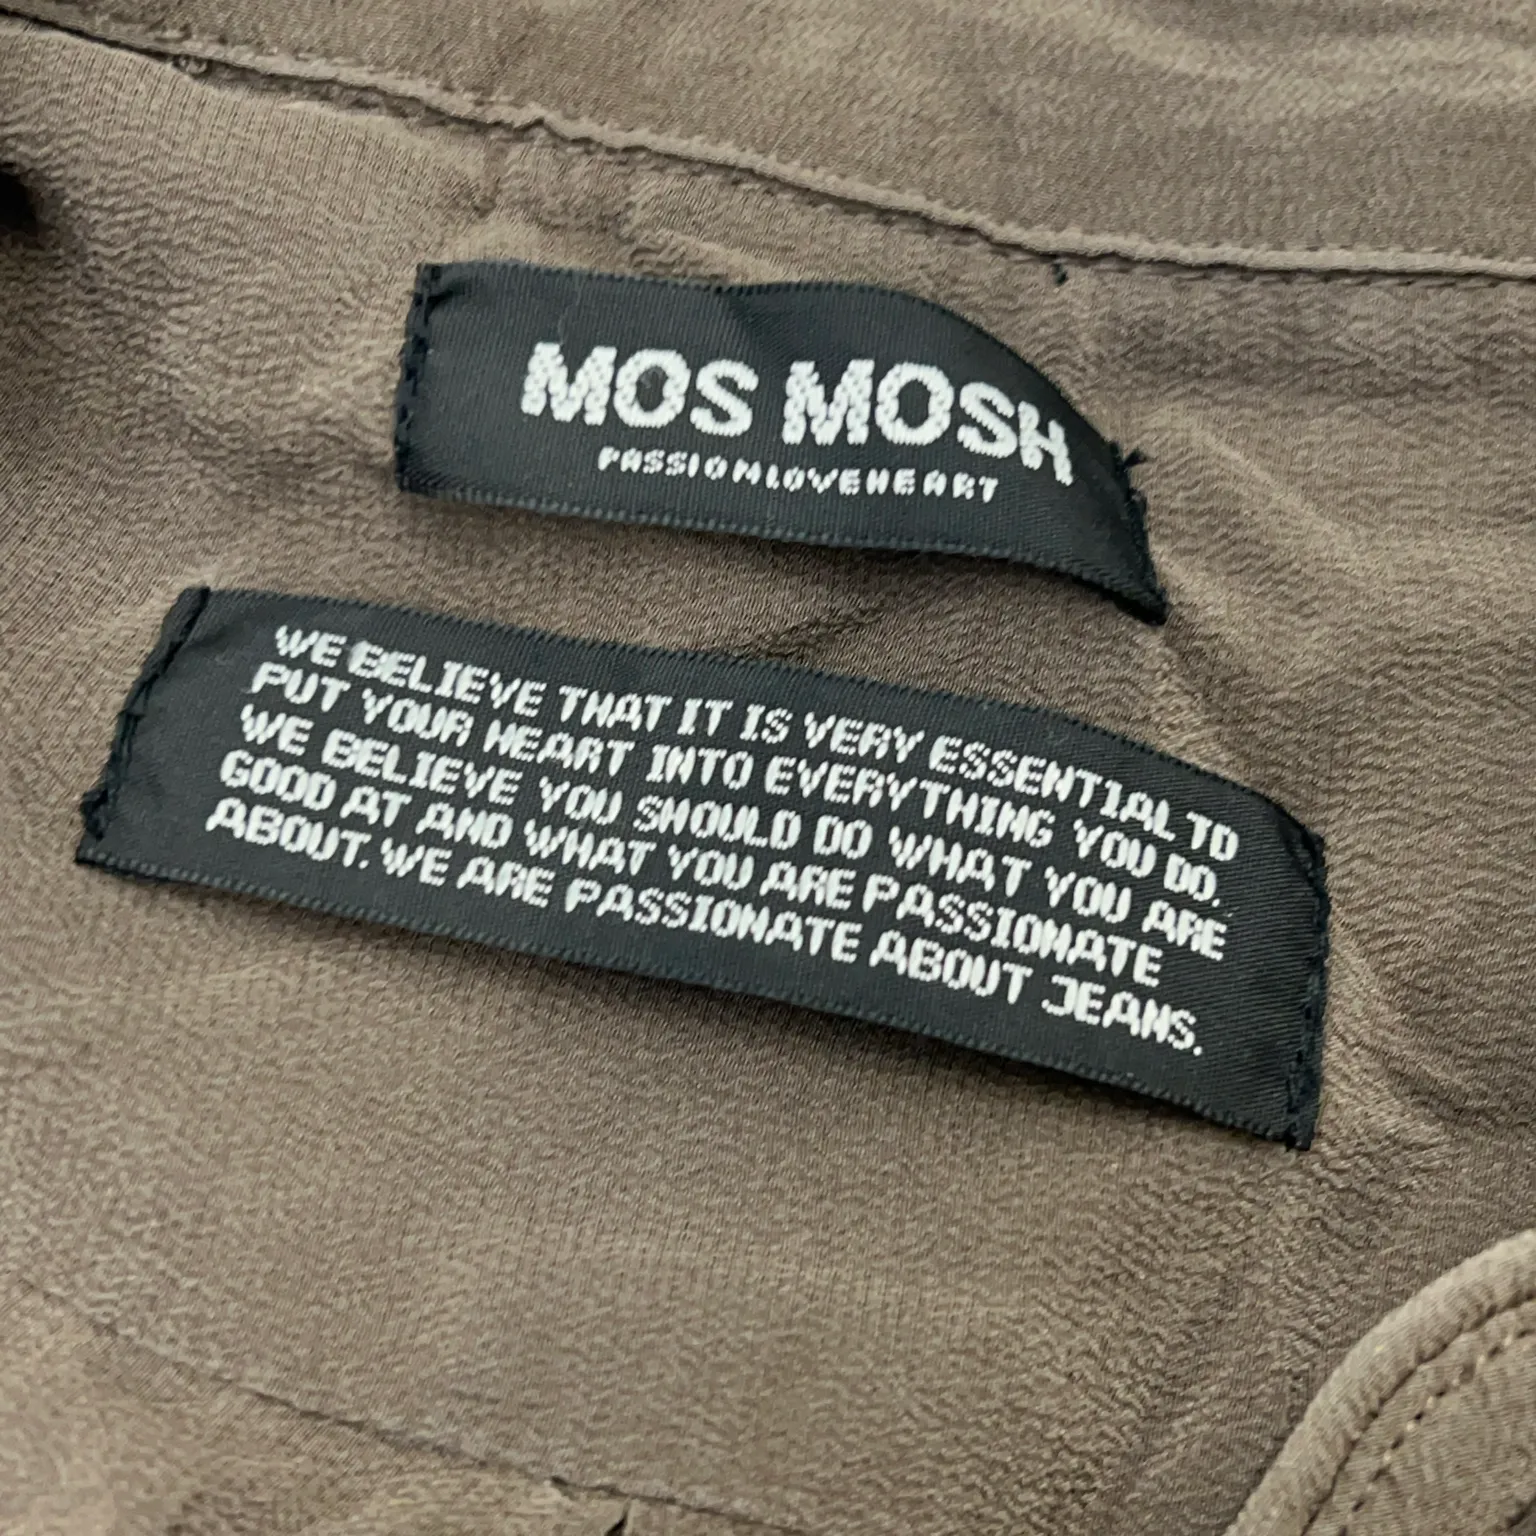 MOS MOSH
PASSIONLOVEHEART
WE BELIEVE THAT IT IS VERY ESSENTIAL TO
PUT YOUR HEART INTO EVERYTHING YOU DO.
WE BELIEVE YOU SHOULD DO WHAT YOU ARE
GOOD AT AND WHAT YOU ARE PASSIONATE
ABOUT. WE ARE PASSIONATE ABOUT JEANS.